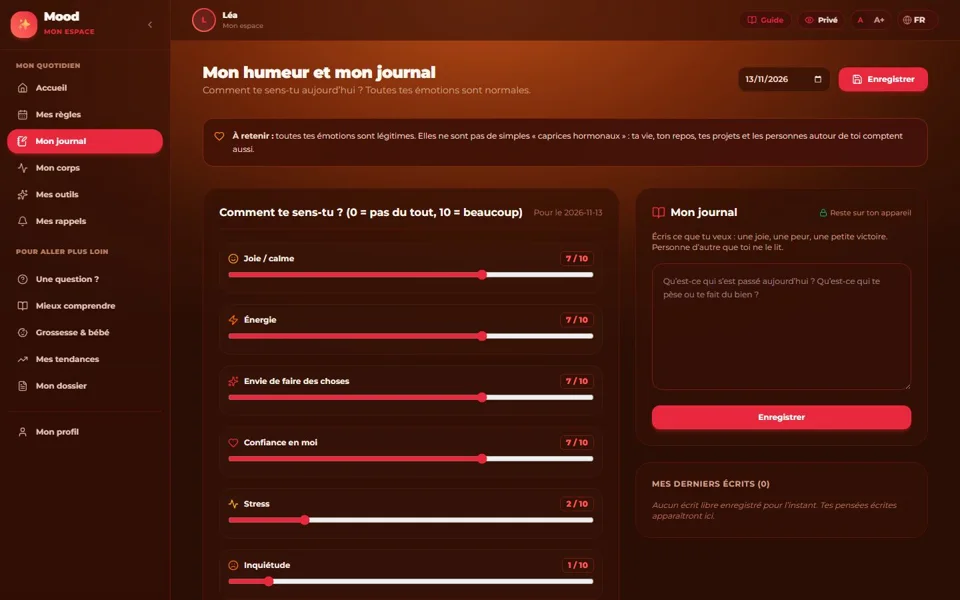 Mood
MON ESPACE
MON QUOTIDIEN
Accueil
Mes règles
Mon journal
Mon corps
Mes outils
Mes rappels
POUR ALLER PLUS LOIN
Une question ?
Mieux comprendre
Grossesse & bébé
Mes tendances
Mon dossier
Mon profil
L
Léa
Mon espace
Guide
Privé
A
A+
FR
Mon humeur et mon journal
Comment te sens-tu aujourd'hui ? Toutes tes émotions sont normales.
13/11/2026
Enregistrer
À retenir : toutes tes émotions sont légitimes. Elles ne sont pas de simples « caprices hormonaux » : ta vie, ton repos, tes projets et les personnes autour de toi comptent
aussi.
Comment te sens-tu ? (0 = pas du tout, 10 = beaucoup)
Pour le 2026-11-13
Joie / calme
7 / 10
Énergie
7 / 10
Envie de faire des choses
7 / 10
Confiance en moi
7 / 10
Stress
2 / 10
Inquiétude
1 / 10
Mon journal
Reste sur ton appareil
Écris ce que tu veux : une joie, une peur, une petite victoire.
Personne d'autre que toi ne le lit.
Qu'est-ce qui s'est passé aujourd'hui ? Qu'est-ce qui te
pèse ou te fait du bien ?
Enregistrer
MES DERNIERS ÉCRITS (0)
Aucun écrit libre enregistré pour l'instant. Tes pensées écrites
apparaîtront ici.